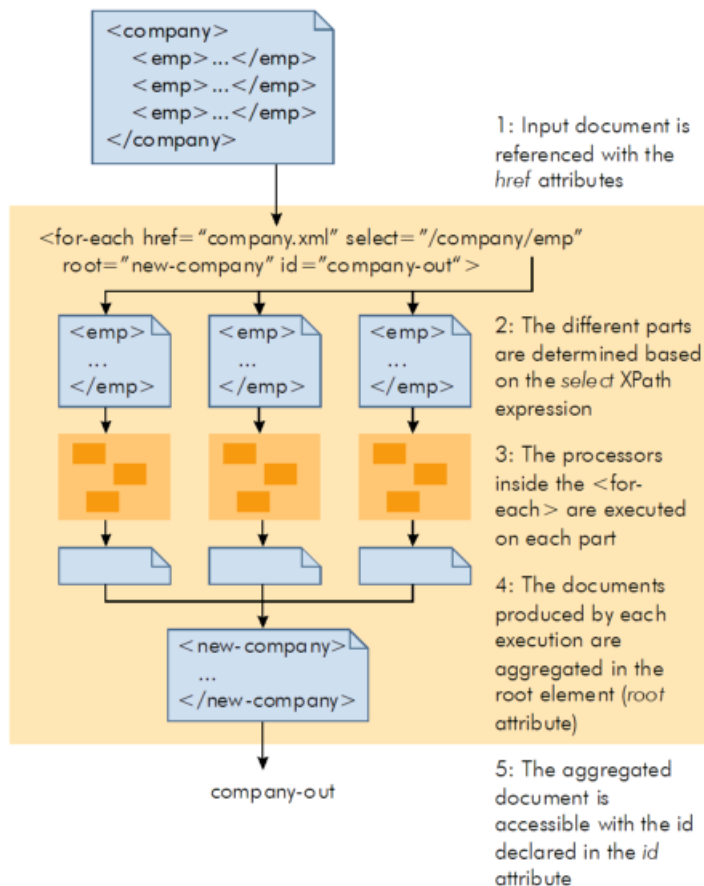 <company>
<emp>...</emp>
<emp>...</emp>
<emp>...</emp>
</company>
1: Input document is
referenced with the
href attributes
<for-each href="company.xml" select="/company/emp"
root="new-company" id="company-out">
<emp>
...
</emp>
<emp>
...
</emp>
<emp>
...
</emp>
2: The different parts
are determined based
on the select XPath
expression
3: The processors
inside the <for-
each> are executed
on each part
4: The documents
produced by each
execution are
aggregated in the
root element (root
attribute)
<new-company>
...
</new-company>
company-out
5: The aggregated
document is
accessible with the id
declared in the id
attribute